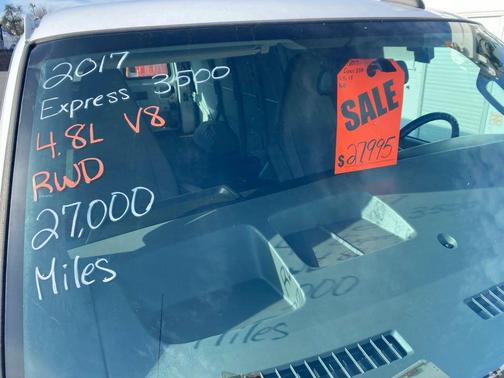 2017
Express 3500
4.8L V8
RWD
27,000
Miles
SALE
$27995